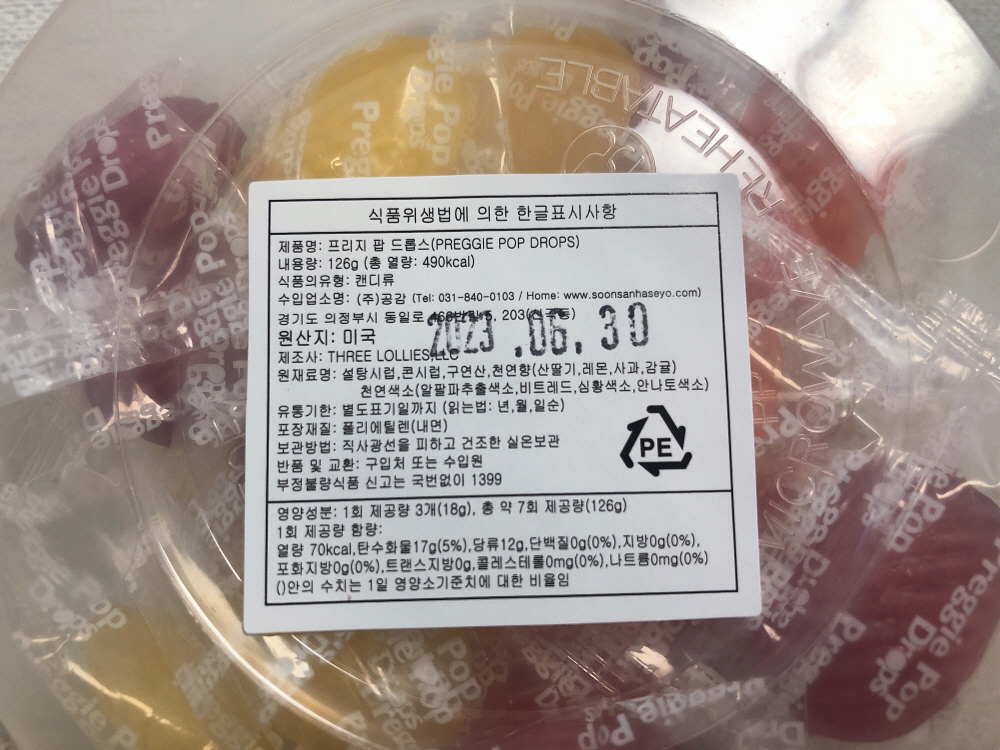 식품위생법에 의한 한글표시사항
제품명: 프리지 팝 드롭스(PREGGIE POP DROPS)
내용량: 126g (총 열량: 490kcal)
식품의유형: 캔디류
수입업소명: (주)공감 (Tel: 031-840-0103 / Home: www.soonsanhaseyo.com)
경기도 의정부시 동일로 466번길 5, 203(신곡동)
2023.06.30
원산지: 미국
제조사: THREE LOLLIES,LLC
원재료명: 설탕시럽,콘시럽,구연산,천연향(산딸기,레몬,사과,감귤)
천연색소(알팔파추출색소,비트레드,심황색소,안나토색소)
유통기한: 별도표기일까지 (읽는법: 년,월,일순)
포장재질: 폴리에틸렌(내면)
보관방법: 직사광선을 피하고 건조한 실온보관
반품 및 교환: 구입처 또는 수입원
부정불량식품 신고는 국번없이 1399
PE
영양성분: 1회 제공량 3개(18g), 총 약 7회 제공량(126g)
1회 제공량 함량:
열량 70kcal,탄수화물17g(5%),당류12g,단백질0g(0%),지방0g(0%),
포화지방0g(0%),트랜스지방0g,콜레스테롤0mg(0%),나트륨0mg(0%)
()안의 수치는 1일 영양소기준치에 대한 비율임
REHEATABLE
MICROWAVE
Preggie Pop Drops
Preggie Pop Drops